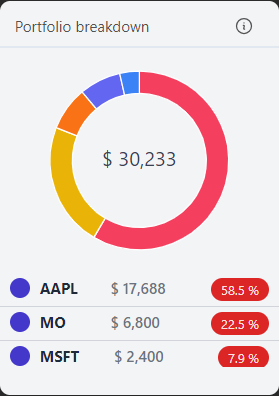 Portfolio breakdown
$ 30,233
AAPL $ 17,688 58.5 %
MO $ 6,800 22.5 %
MSFT $ 2,400 7.9 %